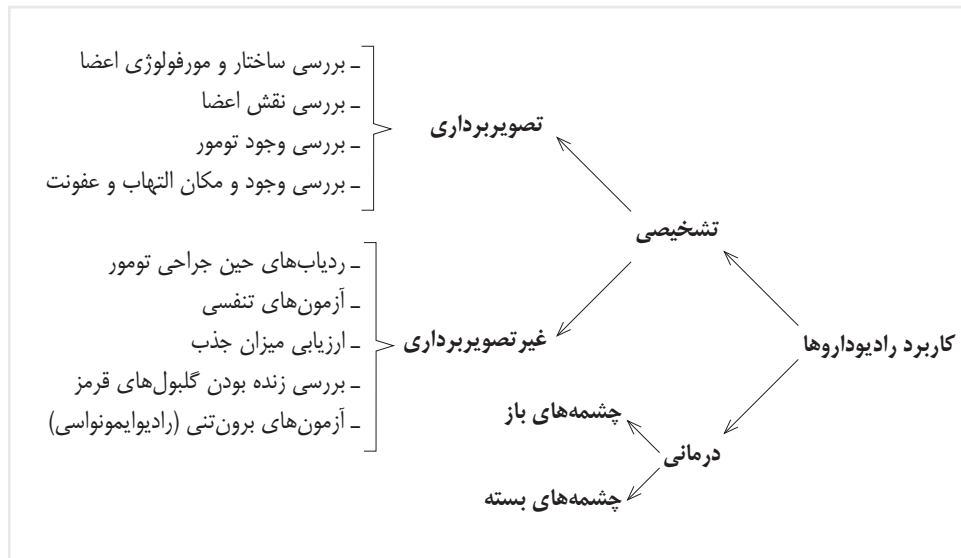 کاربرد رادیوداروها
تشخیصی
تصویربرداری
ـ بررسی ساختار و مورفولوژی اعضا
ـ بررسی نقش اعضا
ـ بررسی وجود تومور
ـ بررسی وجود و مکان التهاب و عفونت
غیرتصویربرداری
ـ ردیاب‌های حین جراحی تومور
ـ آزمون‌های تنفسی
ـ ارزیابی میزان جذب
ـ بررسی زنده بودن گلبول‌های قرمز
ـ آزمون‌های برون‌تنی (رادیوایمونواسی)
درمانی
چشمه‌های باز
چشمه‌های بسته